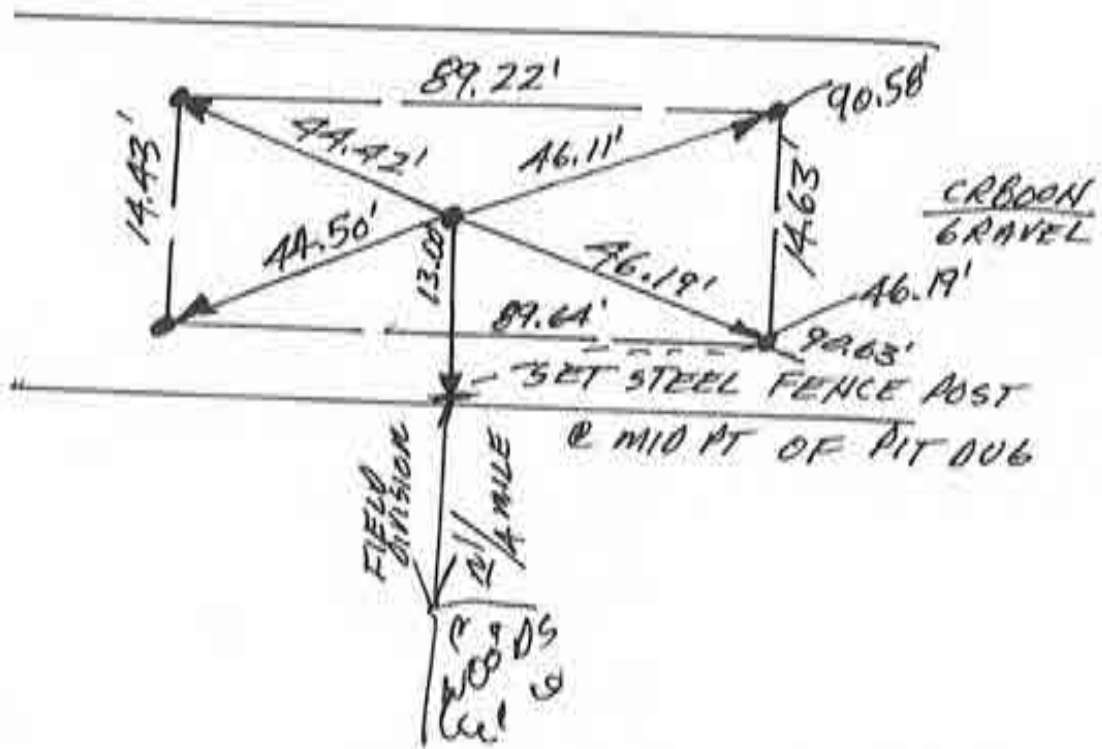 89.22'
90.58'
44.42'
46.11'
14.43'
14.63'
CR800N
GRAVEL
44.50'
13.00'
46.19'
46.19'
89.64'
90.63'
SET STEEL FENCE POST
@ MID PT OF PIT DUG
FIELD
DIVISION
1/4 MILE
WOODS